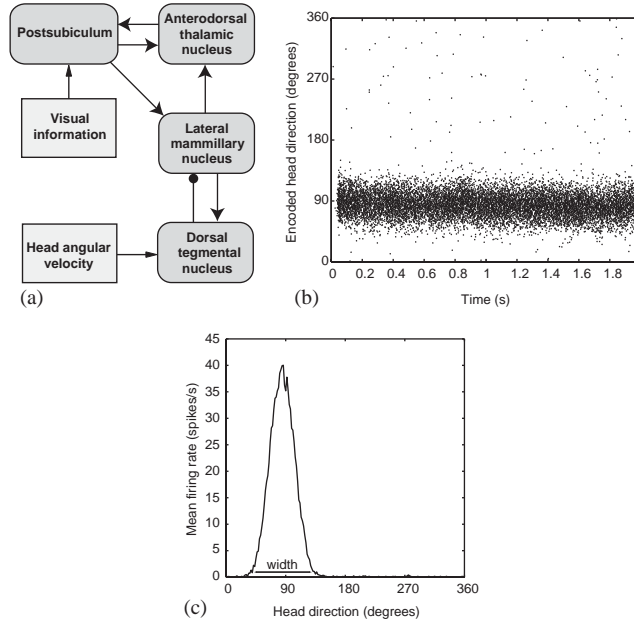 Postsubiculum
Anterodorsal
thalamic
nucleus
Visual
information
Lateral
mammillary
nucleus
Head angular
velocity
Dorsal
tegmental
nucleus
(a)
Encoded head direction (degrees)
360
270
180
90
0
0 0.2 0.4 0.6 0.8 1 1.2 1.4 1.6 1.8
Time (s)
(b)
Mean firing rate (spikes/s)
45
40
35
30
25
20
15
10
5
0
width
0 90 180 270 360
Head direction (degrees)
(c)